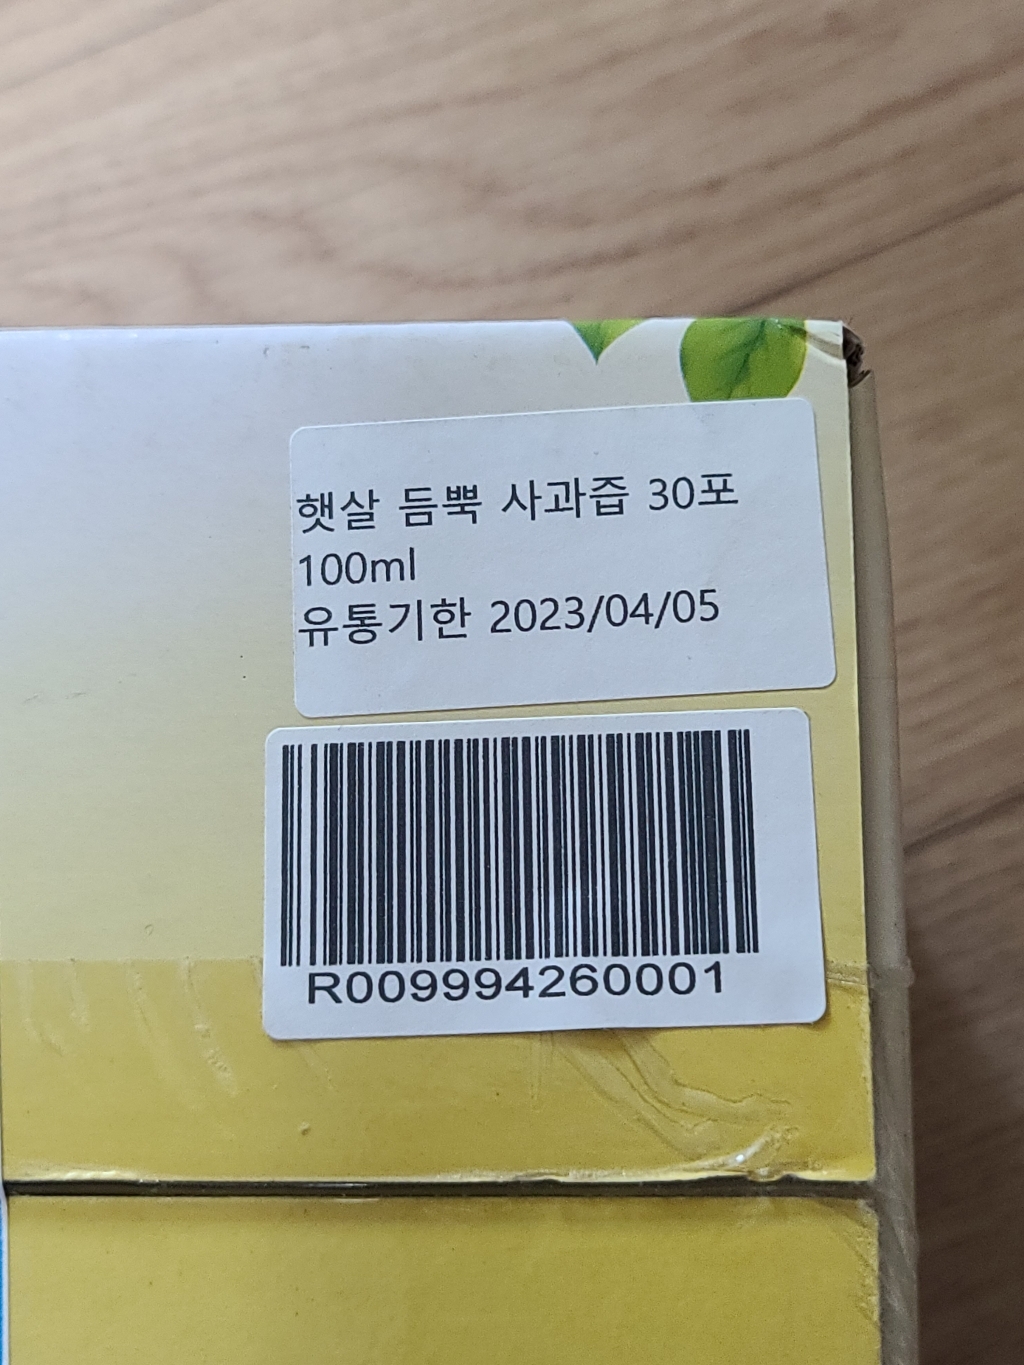 햇살 듬뿍 사과즙 30포
100ml
유통기한 2023/04/05
R009994260001